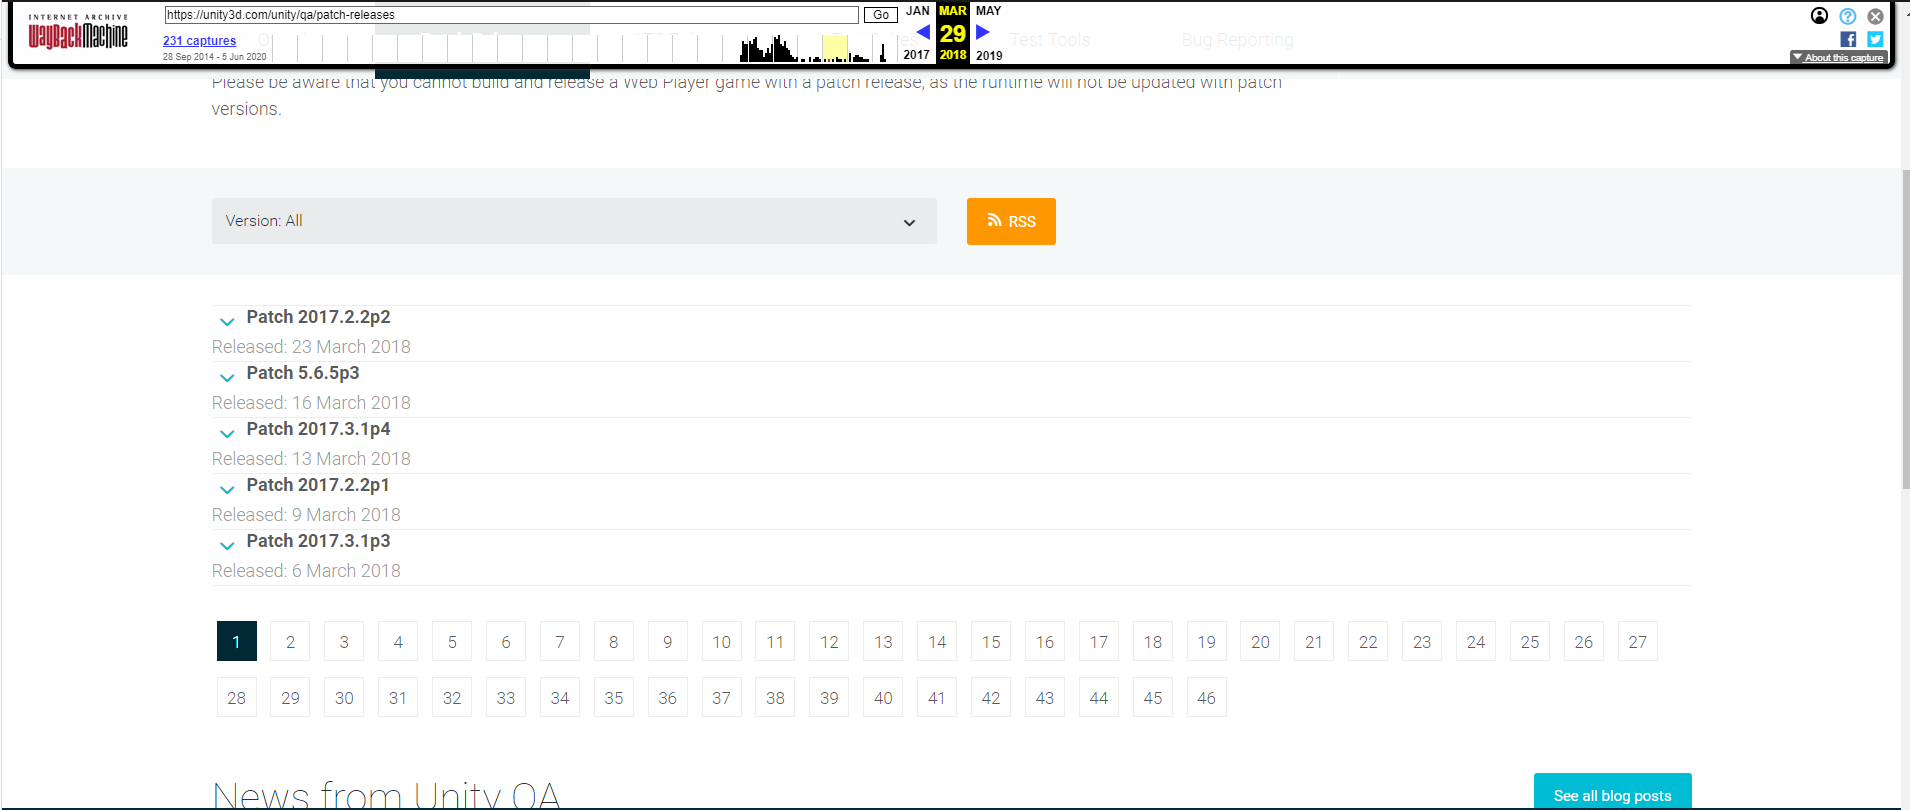 INTERNET ARCHIVE
WayBackMachine
https://unity3d.com/unity/qa/patch-releases
Go
JAN
MAR
MAY
231 captures
29
28 Sep 2014 - 5 Jun 2020
2017
2018
2019
Test Tools
Bug Reporting
About this capture
Please be aware that you cannot build and release a Web Player game with a patch release, as the runtime will not be updated with patch
versions.
Version: All
RSS
Patch 2017.2.2p2
Released: 23 March 2018
Patch 5.6.5p3
Released: 16 March 2018
Patch 2017.3.1p4
Released: 13 March 2018
Patch 2017.2.2p1
Released: 9 March 2018
Patch 2017.3.1p3
Released: 6 March 2018
1 2 3 4 5 6 7 8 9 10 11 12 13 14 15 16 17 18 19 20 21 22 23 24 25 26 27
28 29 30 31 32 33 34 35 36 37 38 39 40 41 42 43 44 45 46
News from Unity QA
See all blog posts